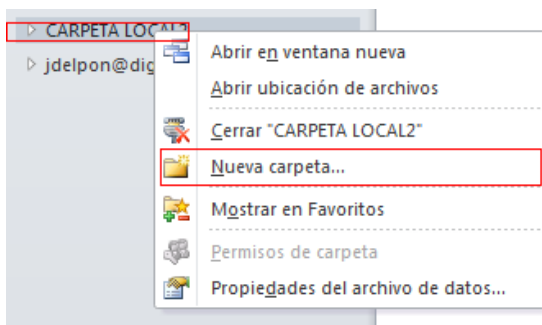 CARPETA LOCAL2
jdelpon@dig
Abrir en ventana nueva
Abrir ubicación de archivos
Cerrar "CARPETA LOCAL2"
Nueva carpeta...
Mostrar en Favoritos
Permisos de carpeta
Propiedades del archivo de datos...